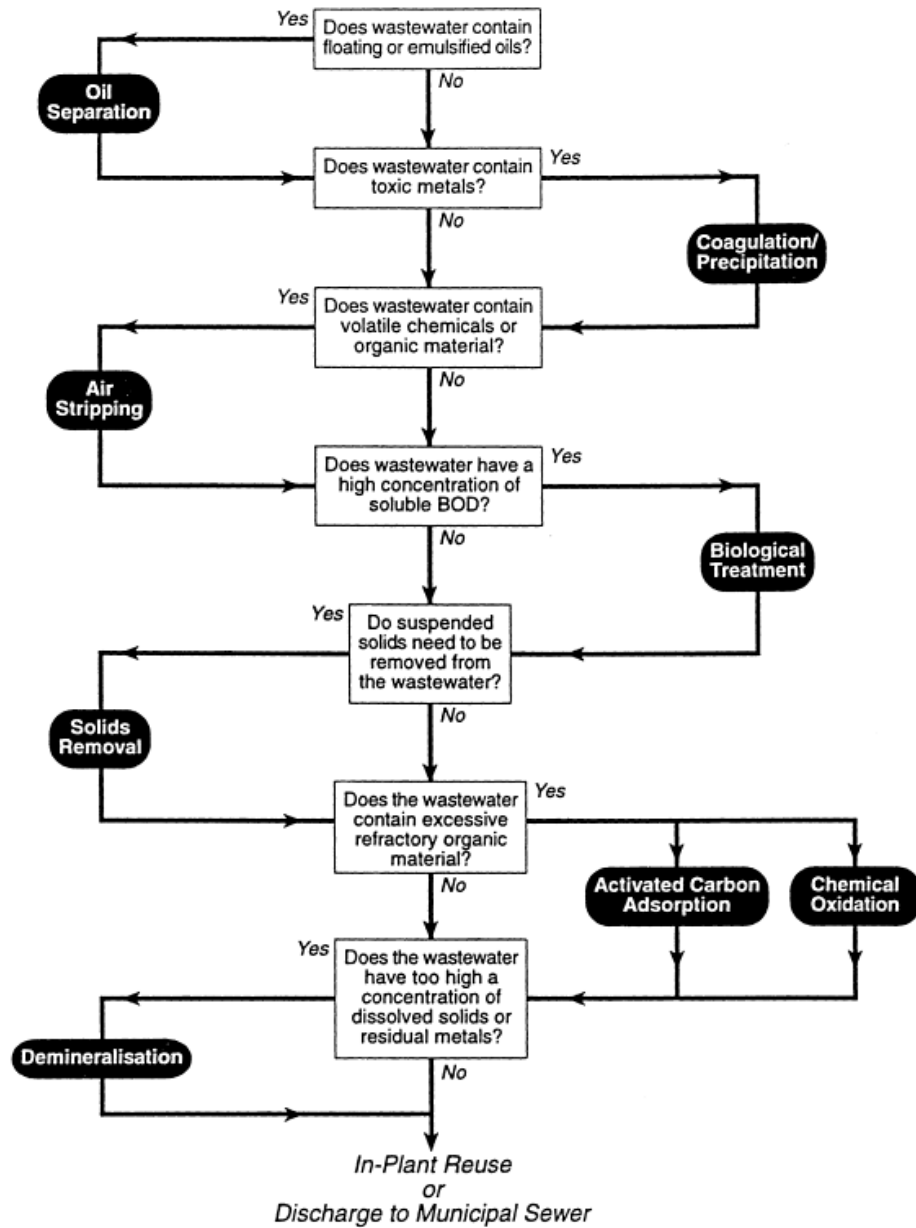 Yes
Does wastewater contain
floating or emulsified oils?
No
Oil
Separation
Does wastewater contain
toxic metals?
Yes
No
Coagulation/
Precipitation
Yes
Does wastewater contain
volatile chemicals or
organic material?
No
Air
Stripping
Does wastewater have a
high concentration of
soluble BOD?
Yes
No
Biological
Treatment
Yes
Do suspended
solids need to be
removed from
the wastewater?
No
Solids
Removal
Does the wastewater
contain excessive
refractory organic
material?
Yes
No
Activated Carbon
Adsorption
Chemical
Oxidation
Yes
Does the wastewater
have too high a
concentration of
dissolved solids or
residual metals?
No
Demineralisation
In-Plant Reuse
or
Discharge to Municipal Sewer